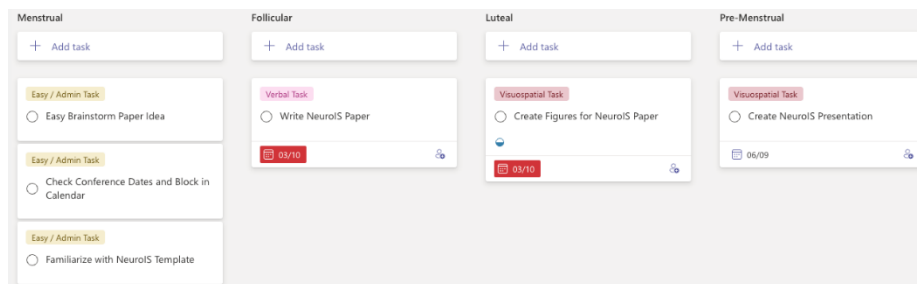 Menstrual
Add task
Easy / Admin Task
Easy Brainstorm Paper Idea
Easy / Admin Task
Check Conference Dates and Block in
Calendar
Easy / Admin Task
Familiarize with NeuroIS Template
Follicular
Add task
Verbal Task
Write NeuroIS Paper
03/10
Luteal
Add task
Visuospatial Task
Create Figures for NeuroIS Paper
03/10
Pre-Menstrual
Add task
Visuospatial Task
Create NeuroIS Presentation
06/09